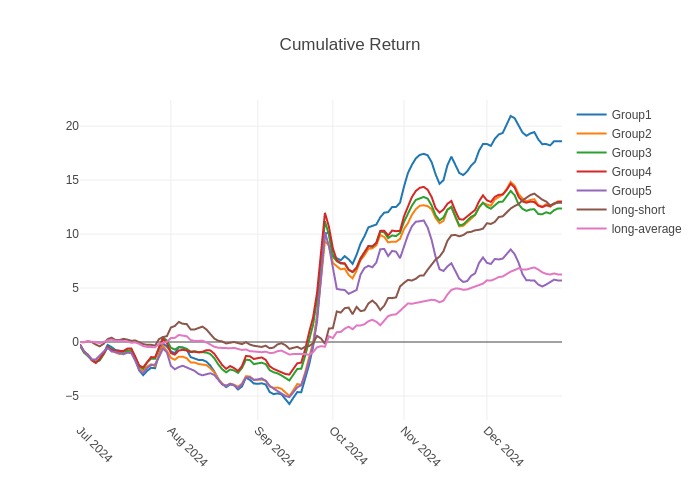 Cumulative Return
20
15
10
5
0
−5
Jul 2024
Aug 2024
Sep 2024
Oct 2024
Nov 2024
Dec 2024
Group1
Group2
Group3
Group4
Group5
long-short
long-average